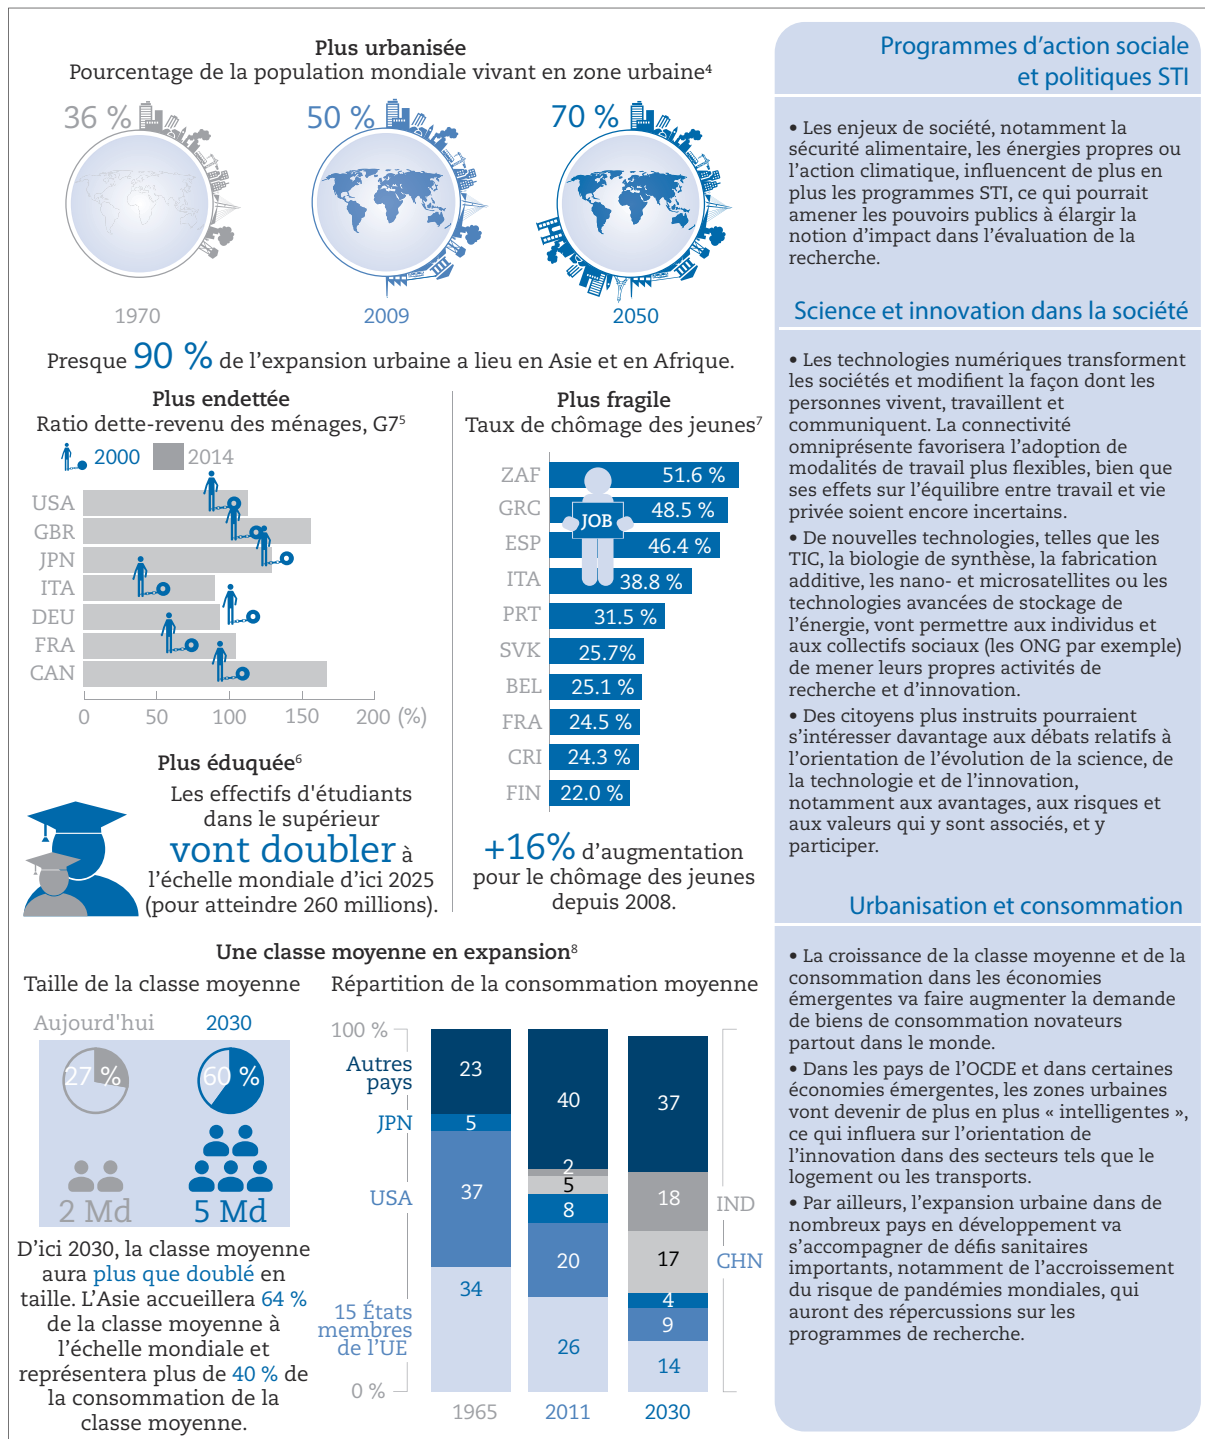 Plus urbanisée
Pourcentage de la population mondiale vivant en zone urbaine⁴
36 %
50 %
70 %
1970
2009
2050
Presque 90 % de l’expansion urbaine a lieu en Asie et en Afrique.
Plus endettée
Ratio dette-revenu des ménages, G7⁵
2000
2014
USA
GBR
JPN
ITA
DEU
FRA
CAN
0
50
100
150
200 (%)
Plus éduquée⁶
Les effectifs d'étudiants
dans le supérieur
vont doubler à
l’échelle mondiale d’ici 2025
(pour atteindre 260 millions).
Plus fragile
Taux de chômage des jeunes⁷
JOB
ZAF 51.6 %
GRC 48.5 %
ESP 46.4 %
ITA 38.8 %
PRT 31.5 %
SVK 25.7%
BEL 25.1 %
FRA 24.5 %
CRI 24.3 %
FIN 22.0 %
+16% d’augmentation
pour le chômage des jeunes
depuis 2008.
Une classe moyenne en expansion⁸
Taille de la classe moyenne
Aujourd'hui
2030
27 %
60 %
2 Md
5 Md
D’ici 2030, la classe moyenne
aura plus que doublé en
taille. L’Asie accueillera 64 %
de la classe moyenne à
l’échelle mondiale et
représentera plus de 40 % de
la consommation de la
classe moyenne.
Répartition de la consommation moyenne
100 %
Autres
pays
JPN
USA
15 États
membres
de l’UE
0 %
23
5
37
34
1965
40
2
5
8
20
26
2011
37
18
17
4
9
14
2030
IND
CHN
Programmes d’action sociale
et politiques STI
• Les enjeux de société, notamment la
sécurité alimentaire, les énergies propres ou
l’action climatique, influencent de plus en
plus les programmes STI, ce qui pourrait
amener les pouvoirs publics à élargir la
notion d’impact dans l’évaluation de la
recherche.
Science et innovation dans la société
• Les technologies numériques transforment
les sociétés et modifient la façon dont les
personnes vivent, travaillent et
communiquent. La connectivité
omniprésente favorisera l’adoption de
modalités de travail plus flexibles, bien que
ses effets sur l’équilibre entre travail et vie
privée soient encore incertains.
• De nouvelles technologies, telles que les
TIC, la biologie de synthèse, la fabrication
additive, les nano- et microsatellites ou les
technologies avancées de stockage de
l’énergie, vont permettre aux individus et
aux collectifs sociaux (les ONG par exemple)
de mener leurs propres activités de
recherche et d’innovation.
• Des citoyens plus instruits pourraient
s’intéresser davantage aux débats relatifs à
l’orientation de l’évolution de la science, de
la technologie et de l’innovation,
notamment aux avantages, aux risques et
aux valeurs qui y sont associés, et y
participer.
Urbanisation et consommation
• La croissance de la classe moyenne et de la
consommation dans les économies
émergentes va faire augmenter la demande
de biens de consommation novateurs
partout dans le monde.
• Dans les pays de l’OCDE et dans certaines
économies émergentes, les zones urbaines
vont devenir de plus en plus « intelligentes »,
ce qui influera sur l’orientation de
l’innovation dans des secteurs tels que le
logement ou les transports.
• Par ailleurs, l’expansion urbaine dans de
nombreux pays en développement va
s’accompagner de défis sanitaires
importants, notamment de l’accroissement
du risque de pandémies mondiales, qui
auront des répercussions sur les
programmes de recherche.